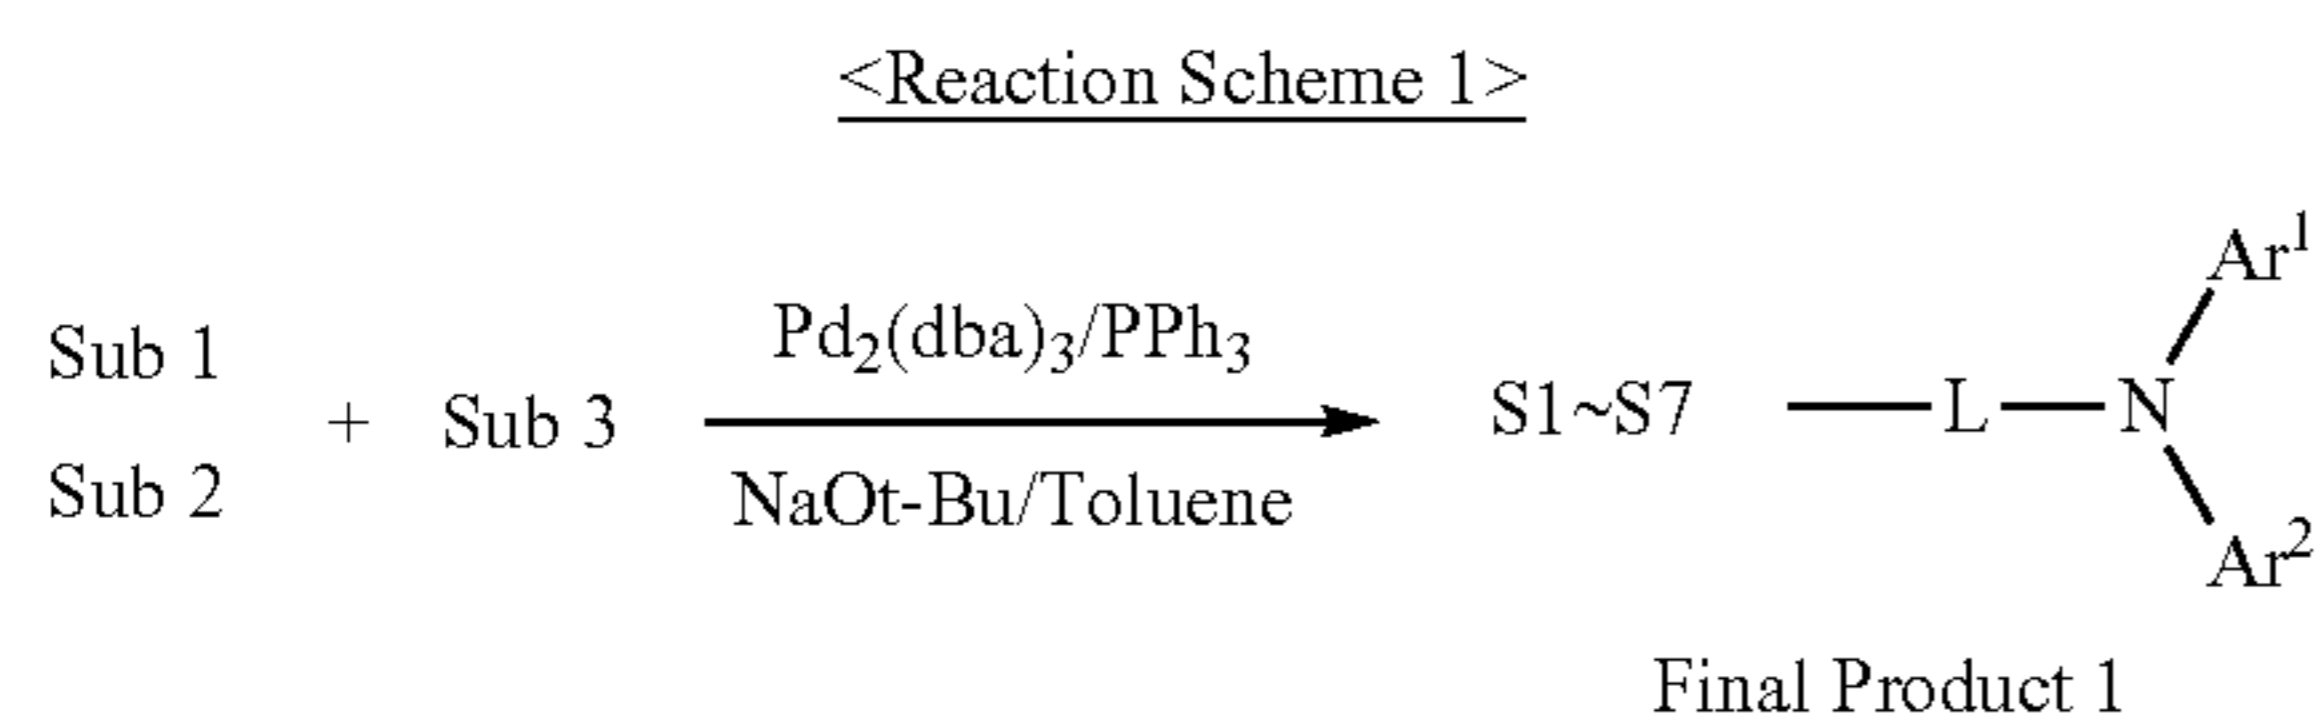 <Reaction Scheme 1>
Sub 1
Sub 2
+ Sub 3
Pd₂(dba)₃/PPh₃
NaOt-Bu/Toluene
S1~S7 —L—N
Ar¹
Ar²
Final Product 1